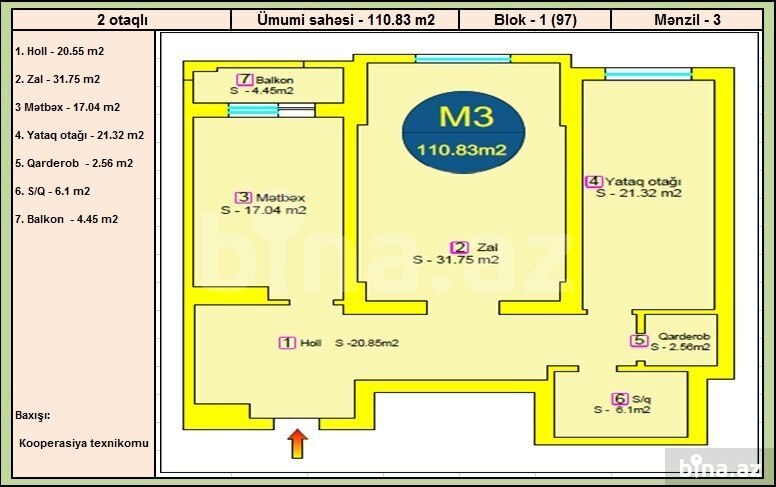 2 otaqlı
Ümumi sahəsi - 110.83 m2
Blok - 1 (97)
Mənzil - 3
1. Holl - 20.55 m2
2. Zal - 31.75 m2
3 Mətbəx - 17.04 m2
4. Yataq otağı - 21.32 m2
5. Qarderob - 2.56 m2
6. S/Q - 6.1 m2
7. Balkon - 4.45 m2
Baxışı:
Kooperasiya texnikomu
7 Balkon
S - 4.45m2
M3
110.83m2
3 Mətbəx
S - 17.04 m2
4 Yataq otağı
S - 21.32 m2
2 Zal
S - 31.75 m2
1 Holl S -20.85m2
5 Qarderob
S - 2.56m2
6 S/q
S - 6.1m2
bina.az
bina.az